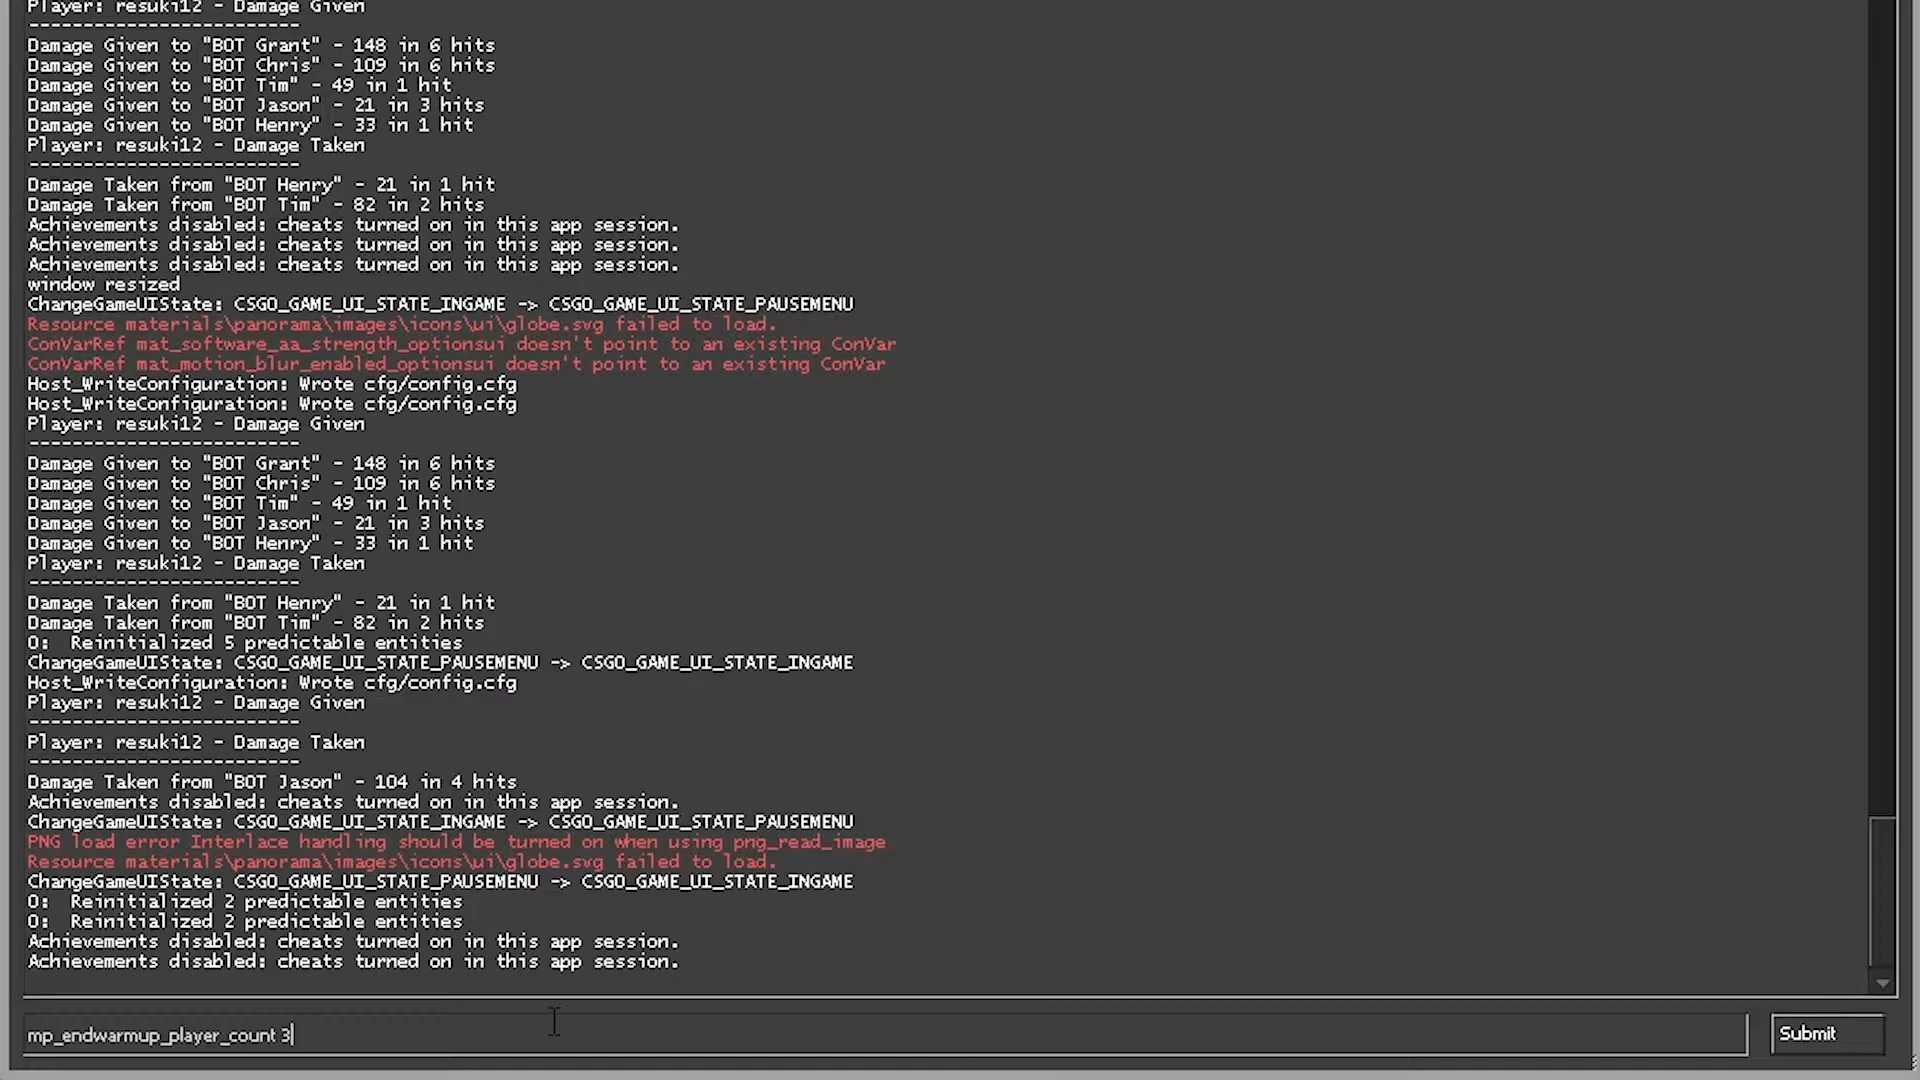 Player: resuki12 - Damage Given
-------------------------
Damage Given to "BOT Grant" - 148 in 6 hits
Damage Given to "BOT Chris" - 109 in 6 hits
Damage Given to "BOT Tim" - 49 in 1 hit
Damage Given to "BOT Jason" - 21 in 3 hits
Damage Given to "BOT Henry" - 33 in 1 hit
Player: resuki12 - Damage Taken
-------------------------
Damage Taken from "BOT Henry" - 21 in 1 hit
Damage Taken from "BOT Tim" - 82 in 2 hits
Achievements disabled: cheats turned on in this app session.
Achievements disabled: cheats turned on in this app session.
Achievements disabled: cheats turned on in this app session.
window resized
ChangeGameUIState: CSGO_GAME_UI_STATE_INGAME -> CSGO_GAME_UI_STATE_PAUSEMENU
Resource materials\panorama\images\icons\ui\globe.svg failed to load.
ConVarRef mat_software_aa_strength_optionsui doesn't point to an existing ConVar
ConVarRef mat_motion_blur_enabled_optionsui doesn't point to an existing ConVar
Host_WriteConfiguration: Wrote cfg/config.cfg
Host_WriteConfiguration: Wrote cfg/config.cfg
Player: resuki12 - Damage Given
-------------------------
Damage Given to "BOT Grant" - 148 in 6 hits
Damage Given to "BOT Chris" - 109 in 6 hits
Damage Given to "BOT Tim" - 49 in 1 hit
Damage Given to "BOT Jason" - 21 in 3 hits
Damage Given to "BOT Henry" - 33 in 1 hit
Player: resuki12 - Damage Taken
-------------------------
Damage Taken from "BOT Henry" - 21 in 1 hit
Damage Taken from "BOT Tim" - 82 in 2 hits
0:  Reinitialized 5 predictable entities
ChangeGameUIState: CSGO_GAME_UI_STATE_PAUSEMENU -> CSGO_GAME_UI_STATE_INGAME
Host_WriteConfiguration: Wrote cfg/config.cfg
Player: resuki12 - Damage Given
-------------------------
Player: resuki12 - Damage Taken
-------------------------
Damage Taken from "BOT Jason" - 104 in 4 hits
Achievements disabled: cheats turned on in this app session.
ChangeGameUIState: CSGO_GAME_UI_STATE_INGAME -> CSGO_GAME_UI_STATE_PAUSEMENU
PNG load error Interlace handling should be turned on when using png_read_image
Resource materials\panorama\images\icons\ui\globe.svg failed to load.
ChangeGameUIState: CSGO_GAME_UI_STATE_PAUSEMENU -> CSGO_GAME_UI_STATE_INGAME
0:  Reinitialized 2 predictable entities
0:  Reinitialized 2 predictable entities
Achievements disabled: cheats turned on in this app session.
Achievements disabled: cheats turned on in this app session.
mp_endwarmup_player_count 3
Submit